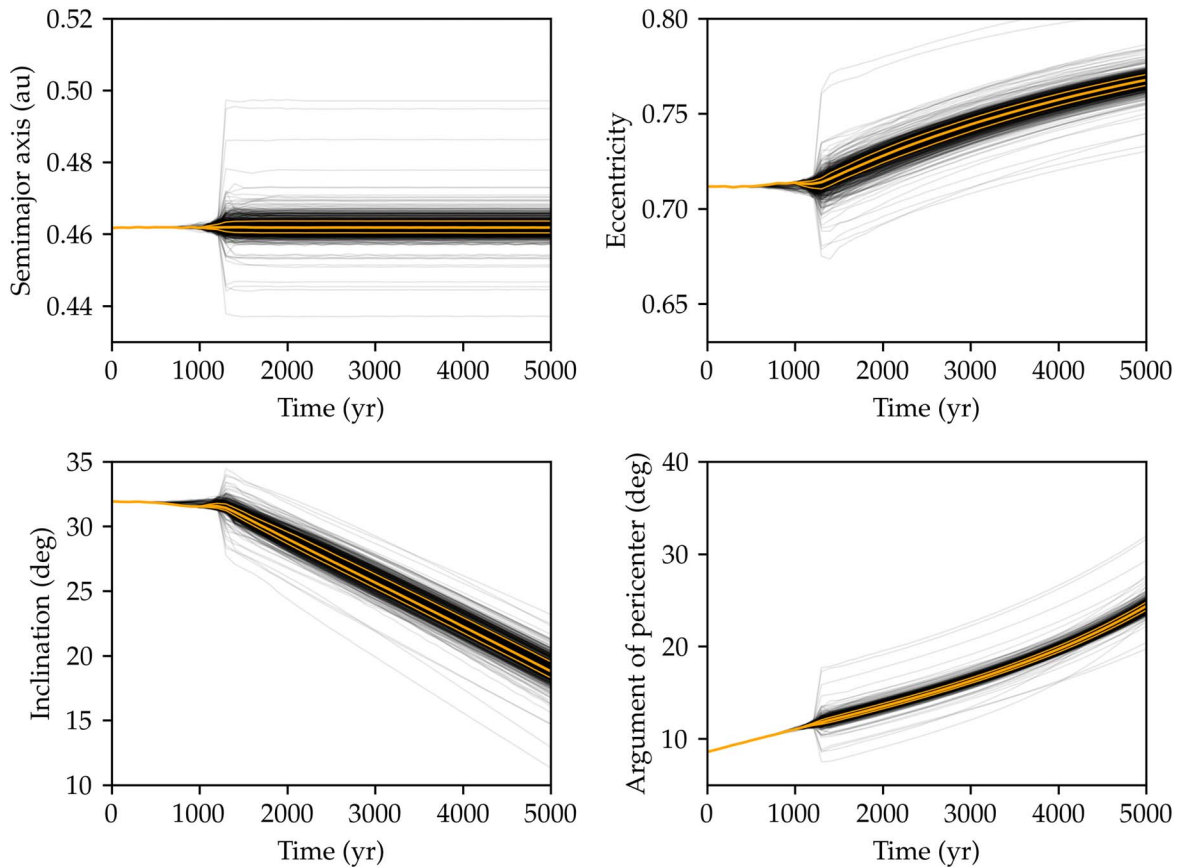 Semimajor axis (au)
0.52
0.50
0.48
0.46
0.44
0 1000 2000 3000 4000 5000
Time (yr)
Eccentricity
0.80
0.75
0.70
0.65
0 1000 2000 3000 4000 5000
Time (yr)
Inclination (deg)
35
30
25
20
15
10
0 1000 2000 3000 4000 5000
Time (yr)
Argument of pericenter (deg)
40
30
20
10
0 1000 2000 3000 4000 5000
Time (yr)